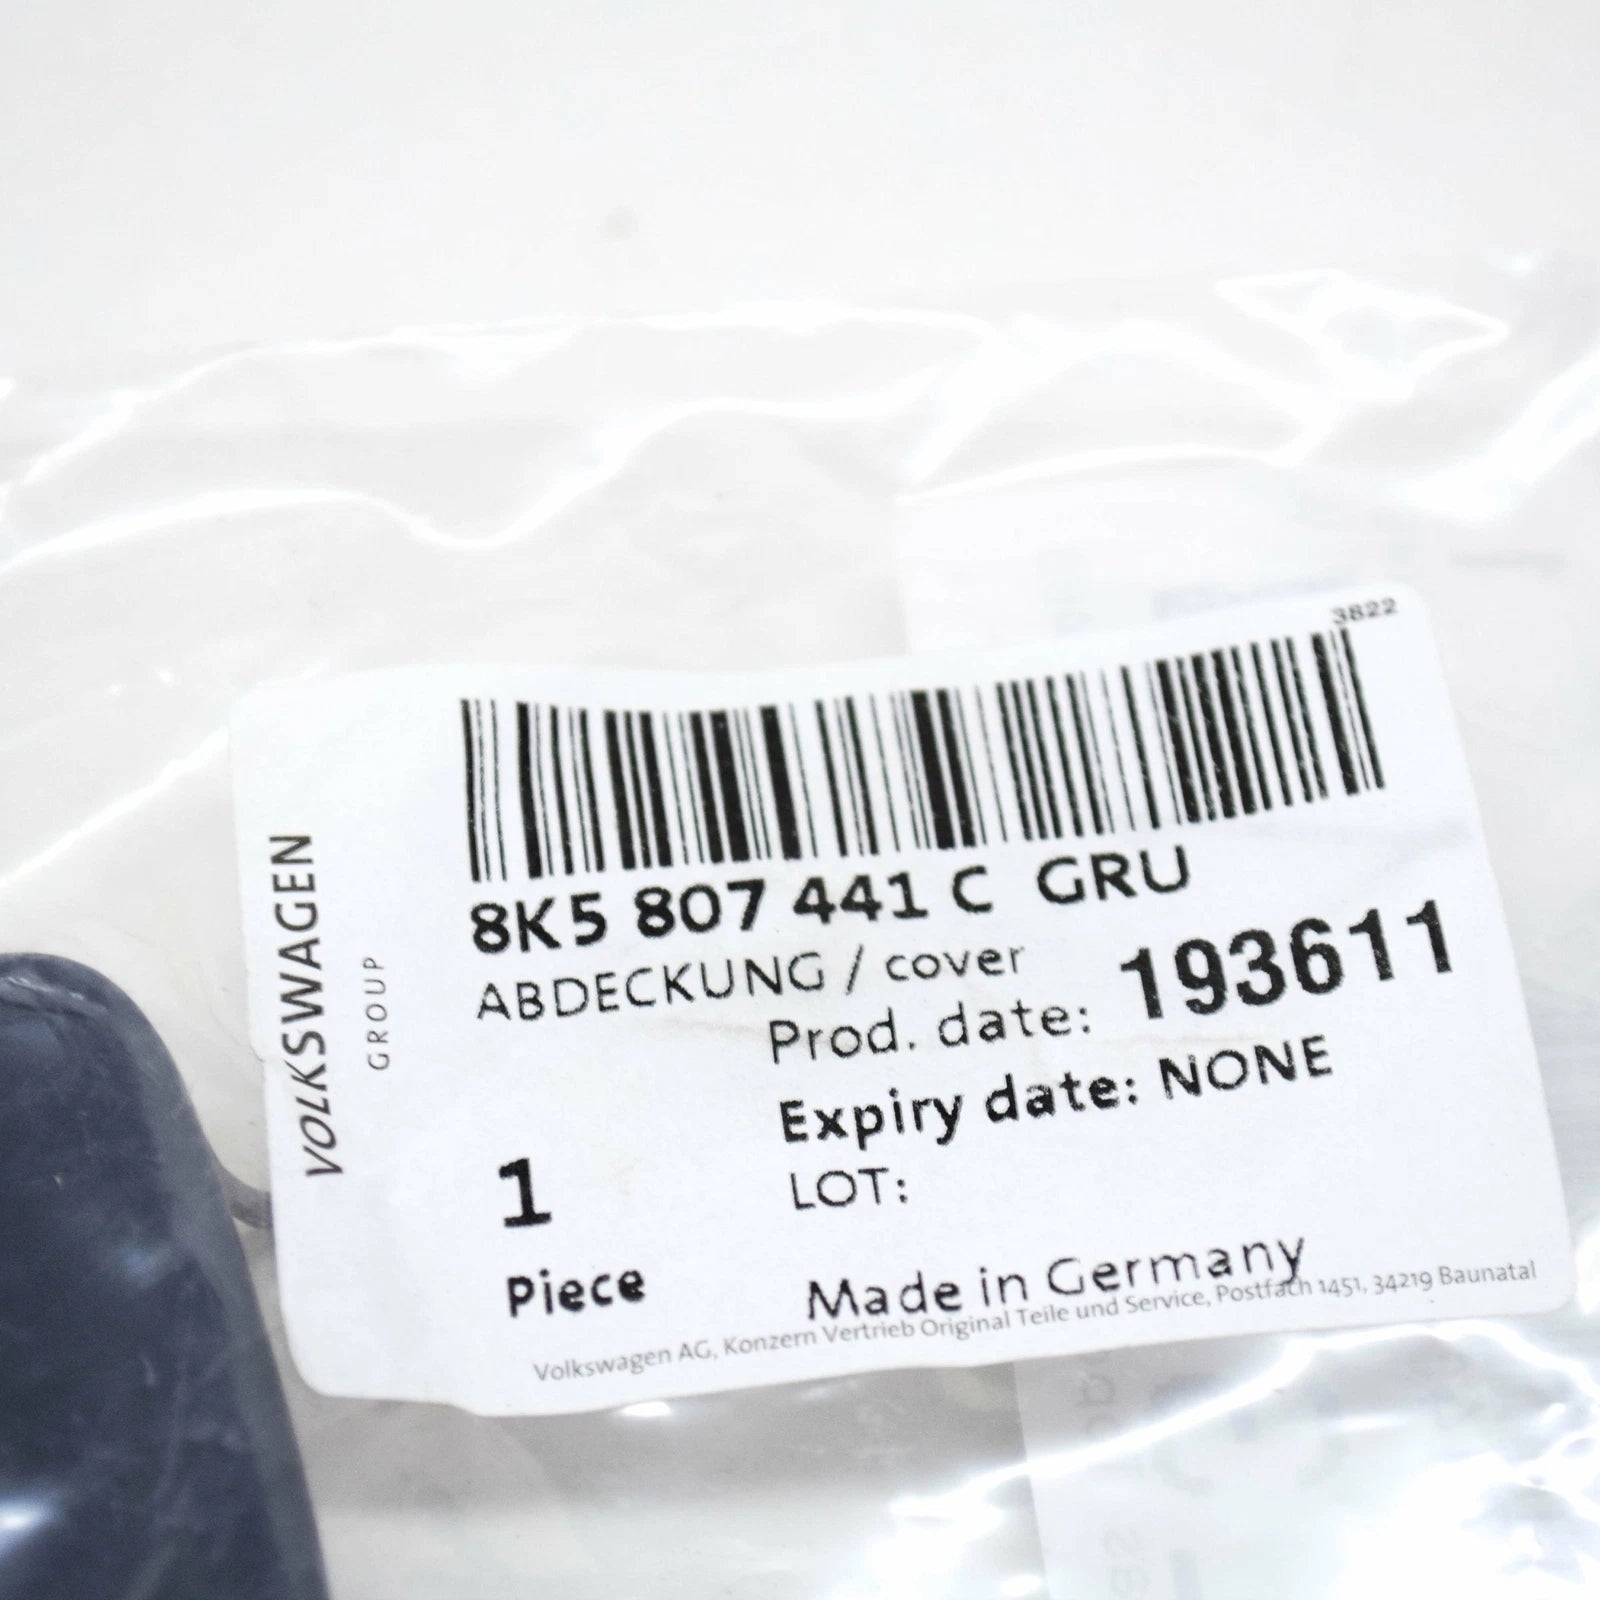 3822
VOLKSWAGEN
GROUP
8K5 807 441 C GRU
ABDECKUNG / cover
Prod. date: 193611
Expiry date: NONE
LOT:
1
Piece
Made in Germany
Volkswagen AG, Konzern Vertrieb Original Teile und Service, Postfach 1451, 34219 Baunatal